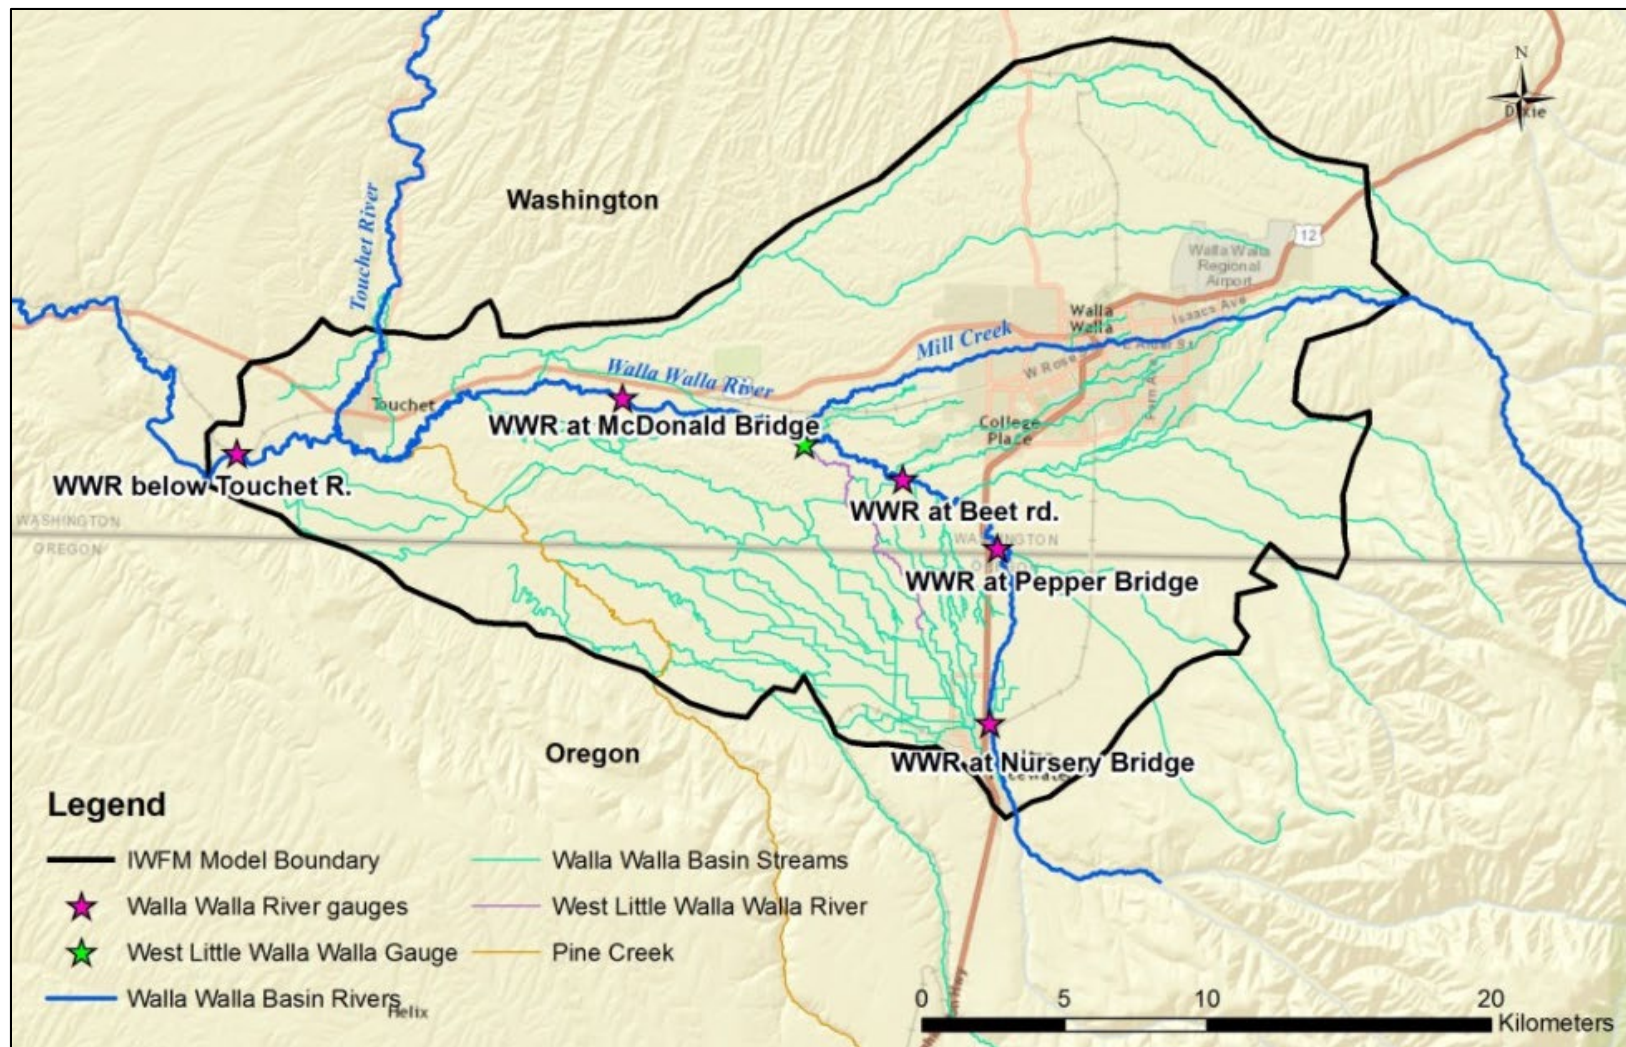 N
Dixie
Touchet River
Washington
12
Walla Walla
Regional
Airport
Isaacs Ave
Walla
Walla
Mill Creek
W Rose
Walla Walla River
Touchet
WWR at McDonald Bridge
College
Place
WWR below Touchet R.
WWR at Beet rd.
WASHINGTON
OREGON
WASHINGTON
WWR at Pepper Bridge
Oregon
WWR at Nursery Bridge
Legend
IWFM Model Boundary
Walla Walla River gauges
West Little Walla Walla Gauge
Walla Walla Basin Rivers
Helix
Walla Walla Basin Streams
West Little Walla Walla River
Pine Creek
0 5 10 20
Kilometers